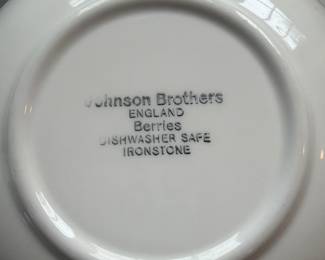 Johnson Brothers
ENGLAND
Berries
DISHWASHER SAFE
IRONSTONE